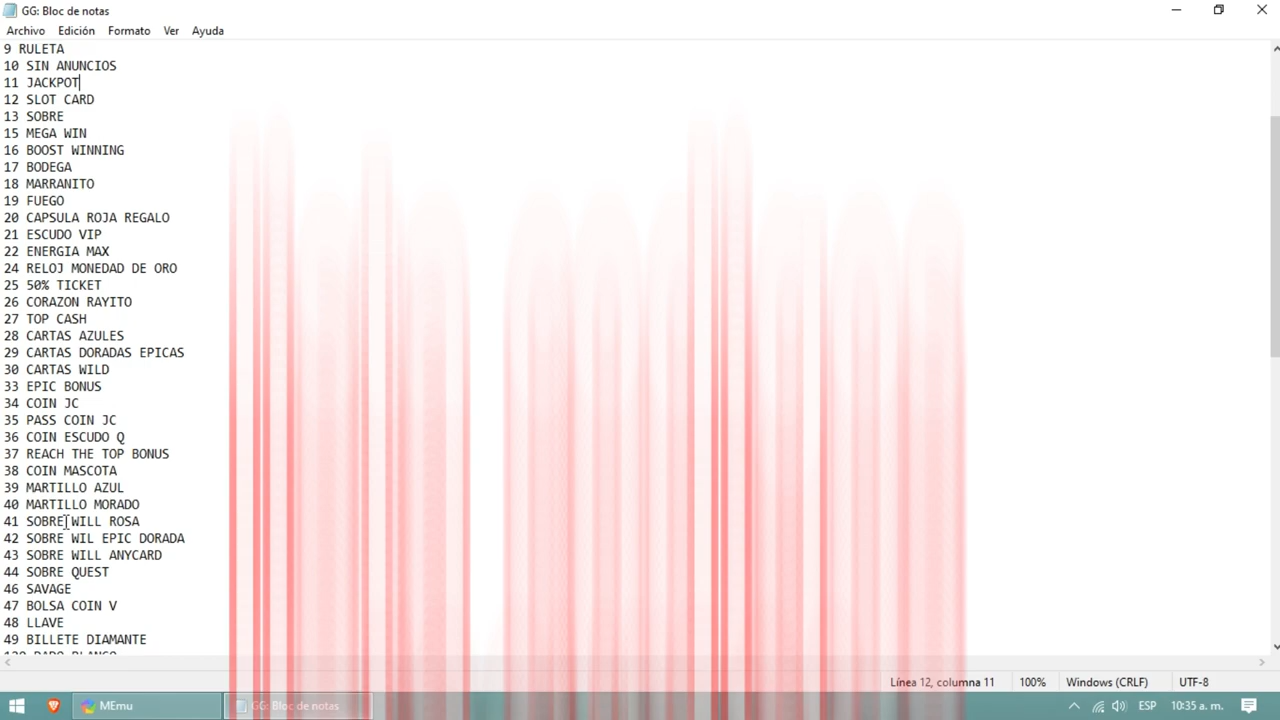 GG: Bloc de notas
Archivo Edición Formato Ver Ayuda
9 RULETA
10 SIN ANUNCIOS
11 JACKPOT
12 SLOT CARD
13 SOBRE
15 MEGA WIN
16 BOOST WINNING
17 BODEGA
18 MARRANITO
19 FUEGO
20 CAPSULA ROJA REGALO
21 ESCUDO VIP
22 ENERGIA MAX
24 RELOJ MONEDAD DE ORO
25 50% TICKET
26 CORAZON RAYITO
27 TOP CASH
28 CARTAS AZULES
29 CARTAS DORADAS EPICAS
30 CARTAS WILD
33 EPIC BONUS
34 COIN JC
35 PASS COIN JC
36 COIN ESCUDO Q
37 REACH THE TOP BONUS
38 COIN MASCOTA
39 MARTILLO AZUL
40 MARTILLO MORADO
41 SOBRE WILL ROSA
42 SOBRE WIL EPIC DORADA
43 SOBRE WILL ANYCARD
44 SOBRE QUEST
46 SAVAGE
47 BOLSA COIN V
48 LLAVE
49 BILLETE DIAMANTE
Línea 12, columna 11 100% Windows (CRLF) UTF-8
MEmu GG: Bloc de notas ESP 10:35 a. m.